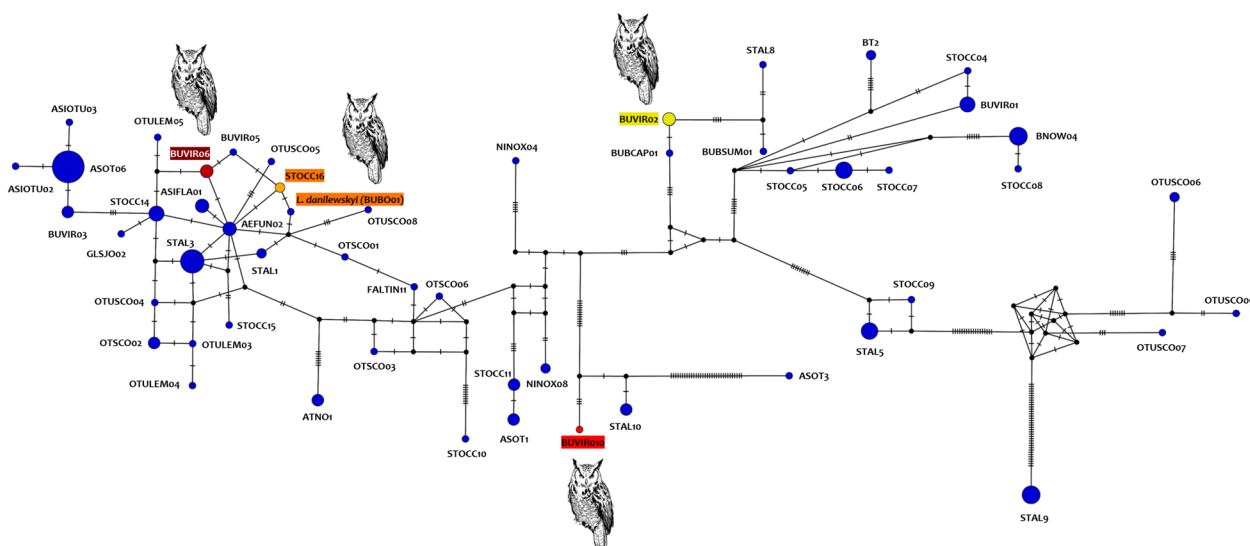 STAL8
BT2
STOCC04
ASIOTU03
OTULEM05
BUVIR05
OTUSCO05
BUVIR02
BUVIR01
ASOT06
BUVIR06
NINOX04
BUBCAP01
BUBSUM01
BNOW04
ASIOTU02
ASIFLA01
STOCC16
STOCC05
STOCC06
STOCC07
STOCC08
STOCC14
L. danilewskyi (BUBO01)
OTUSCO06
BUVIR03
AEFUN02
OTUSCO08
GLSJO02
STAL3
STAL1
OTSCO01
OTUSCO04
FALTIN11
OTSCO06
STOCC09
STOCC15
OTSCO02
OTULEM03
STAL5
OTUSCO07
OTULEM04
OTSCO03
STOCC11
NINOX08
ASOT3
ATNO1
ASOT1
STAL10
BUVIR010
STOCC10
STAL9